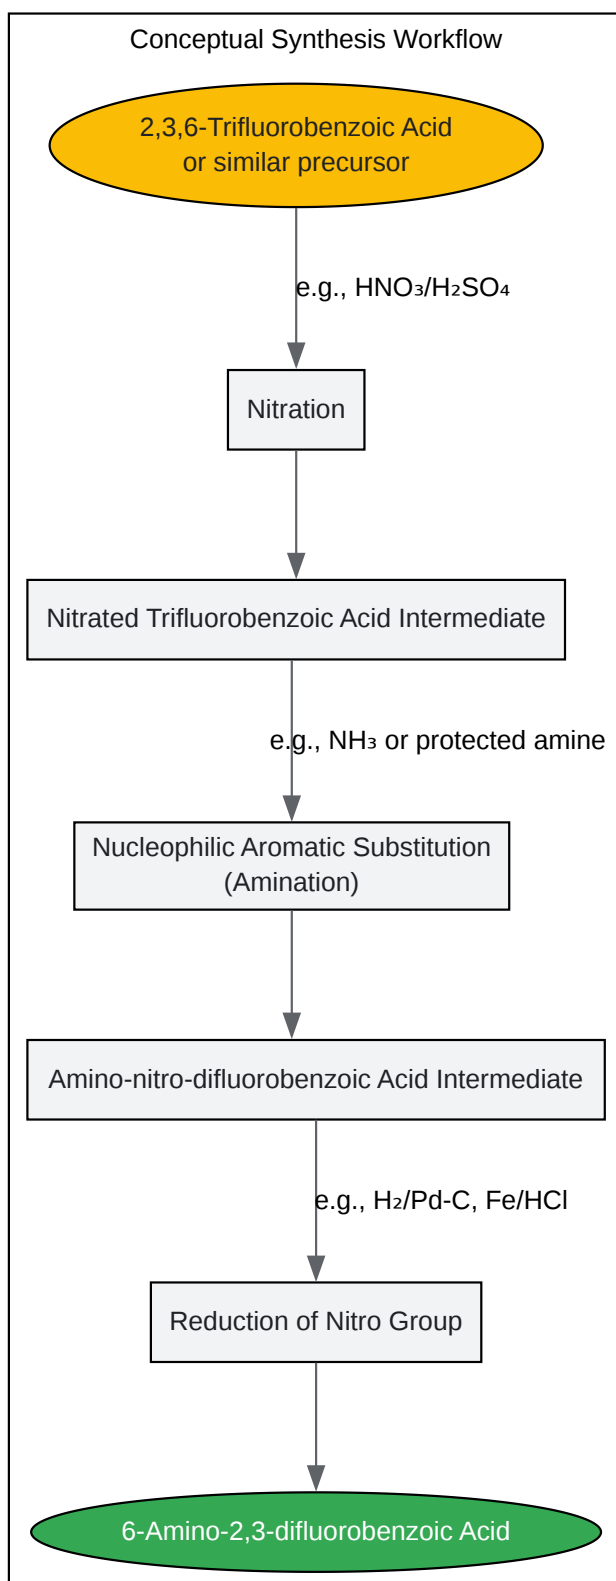 Conceptual Synthesis Workflow
2,3,6-Trifluorobenzoic Acid
or similar precursor
e.g., HNO₃/H₂SO₄
Nitration
Nitrated Trifluorobenzoic Acid Intermediate
e.g., NH₃ or protected amine
Nucleophilic Aromatic Substitution
(Amination)
Amino-nitro-difluorobenzoic Acid Intermediate
e.g., H₂/Pd-C, Fe/HCl
Reduction of Nitro Group
6-Amino-2,3-difluorobenzoic Acid